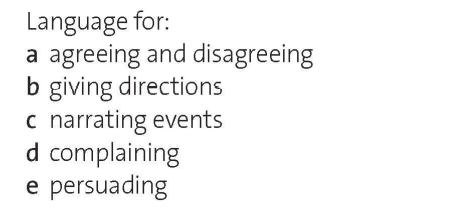 Language for:
a agreeing and disagreeing
b giving directions
c narrating events
d complaining
e persuading